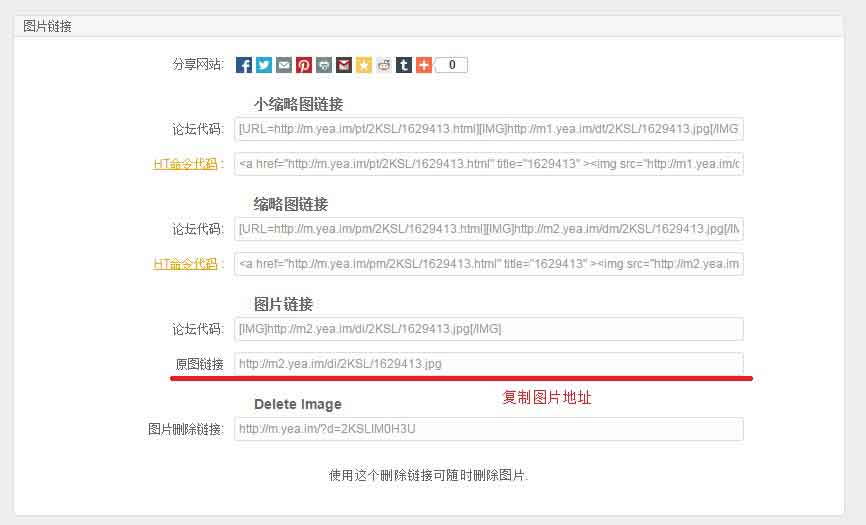 图片链接
分享网站: 0
小缩略图链接
论坛代码: [URL=http://m.yea.im/pt/2KSL/1629413.html][IMG]http://m1.yea.im/dt/2KSL/1629413.jpg[/IMG
HT命令代码 : <a href="http://m.yea.im/pt/2KSL/1629413.html" title="1629413" ><img src="http://m1.yea.im/d
缩略图链接
论坛代码: [URL=http://m.yea.im/pm/2KSL/1629413.html][IMG]http://m2.yea.im/dm/2KSL/1629413.jpg[/IM
HT命令代码 : <a href="http://m.yea.im/pm/2KSL/1629413.html" title="1629413" ><img src="http://m2.yea.im
图片链接
论坛代码: [IMG]http://m2.yea.im/di/2KSL/1629413.jpg[/IMG]
原图链接 http://m2.yea.im/di/2KSL/1629413.jpg
复制图片地址
Delete Image
图片删除链接: http://m.yea.im/?d=2KSLIM0H3U
使用这个删除链接可随时删除图片.